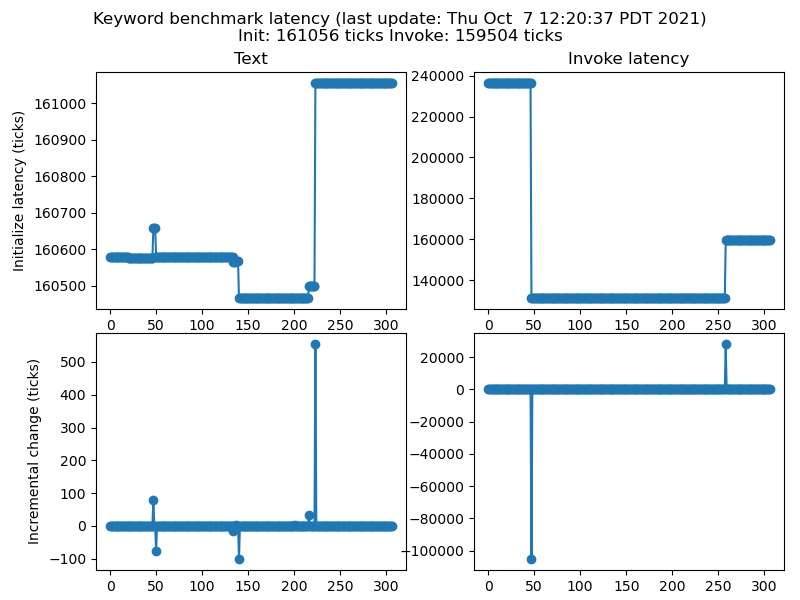 Keyword benchmark latency (last update: Thu Oct  7 12:20:37 PDT 2021)
Init: 161056 ticks Invoke: 159504 ticks
Text
Initialize latency (ticks)
161000
160900
160800
160700
160600
160500
0 50 100 150 200 250 300
Invoke latency
240000
220000
200000
180000
160000
140000
0 50 100 150 200 250 300
Incremental change (ticks)
500
400
300
200
100
0
−100
0 50 100 150 200 250 300
20000
0
−20000
−40000
−60000
−80000
−100000
0 50 100 150 200 250 300